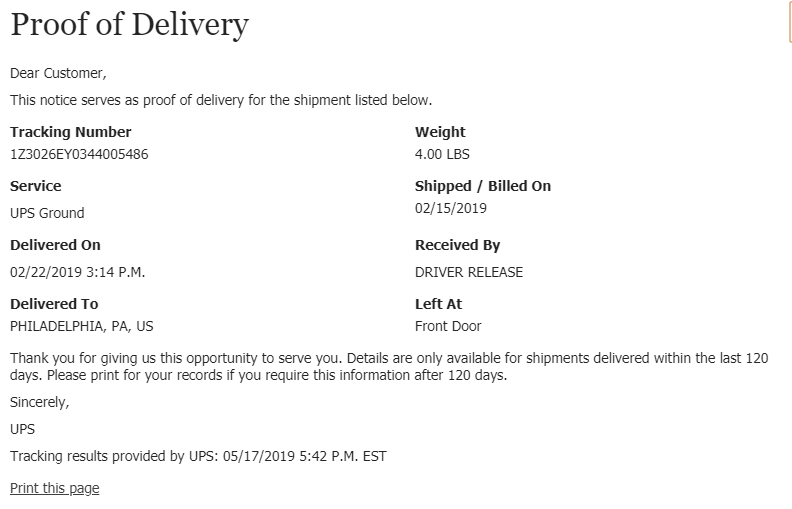 Proof of Delivery
Dear Customer,
This notice serves as proof of delivery for the shipment listed below.
Tracking Number
1Z3026EY0344005486
Weight
4.00 LBS
Service
UPS Ground
Shipped / Billed On
02/15/2019
Delivered On
02/22/2019 3:14 P.M.
Received By
DRIVER RELEASE
Delivered To
PHILADELPHIA, PA, US
Left At
Front Door
Thank you for giving us this opportunity to serve you. Details are only available for shipments delivered within the last 120
days. Please print for your records if you require this information after 120 days.
Sincerely,
UPS
Tracking results provided by UPS: 05/17/2019 5:42 P.M. EST
Print this page